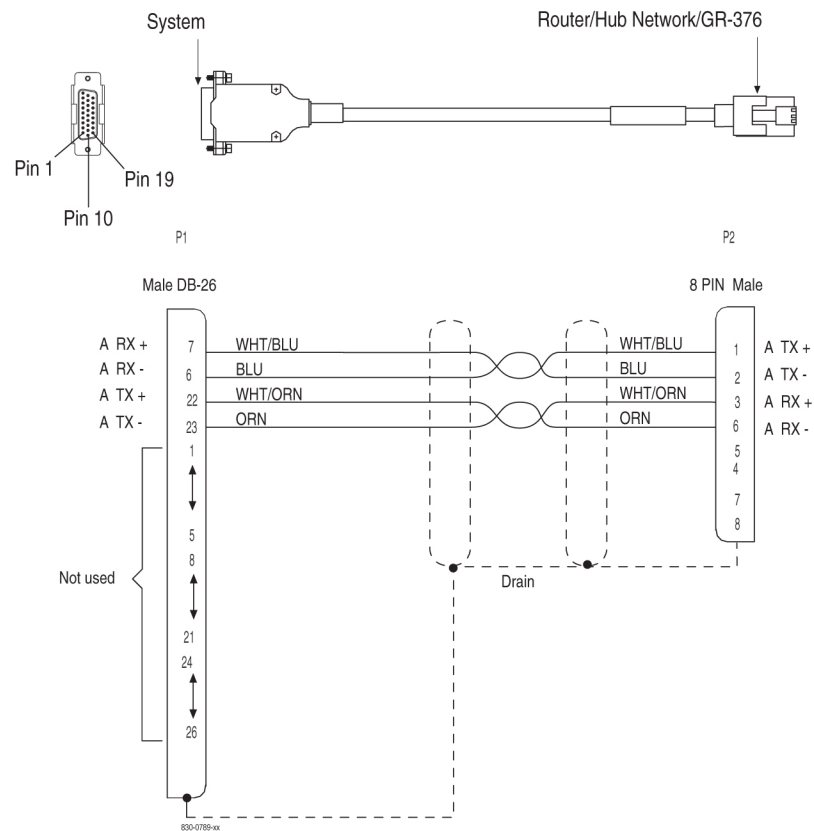 System
Router/Hub Network/GR-376
Pin 1
Pin 19
Pin 10
P1
P2
Male DB-26
8 PIN Male
A RX + 7 WHT/BLU WHT/BLU 1 A TX +
A RX - 6 BLU BLU 2 A TX -
A TX + 22 WHT/ORN WHT/ORN 3 A RX +
A TX - 23 ORN ORN 6 A RX -
1 5
4
7
5 8
8
Not used
Drain
21
24
26
830-0789-xx